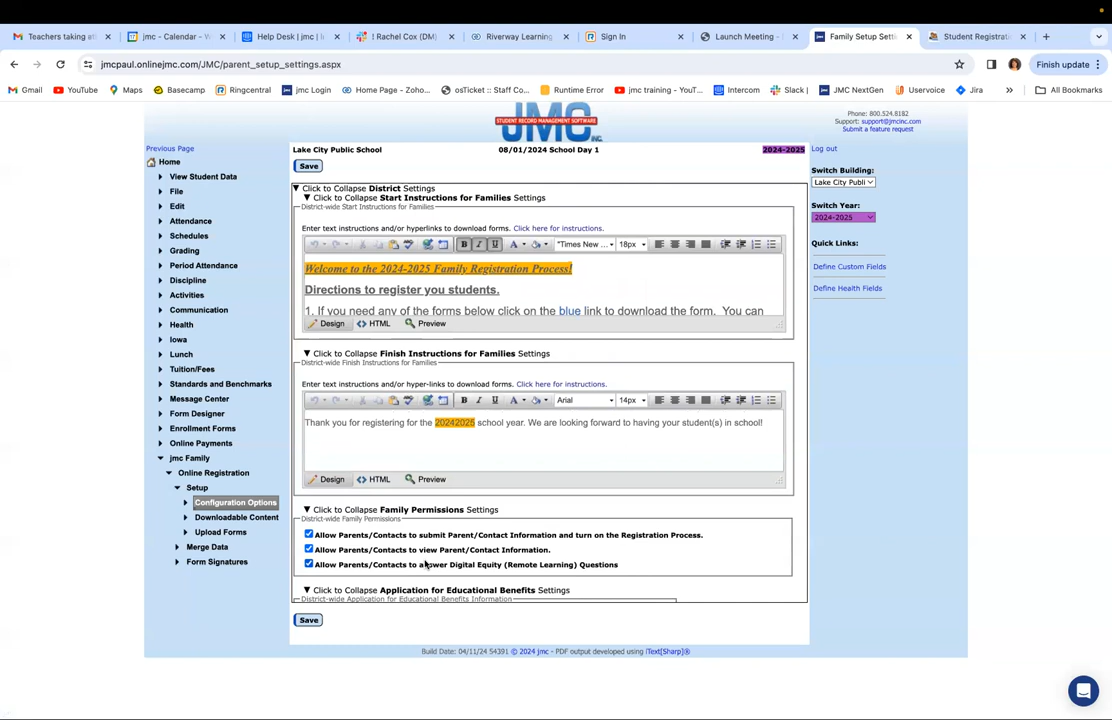 Teachers taking at
jmc - Calendar - W
Help Desk | jmc | I
! Rachel Cox (DM)
Riverway Learning
Sign In
Launch Meeting -
Family Setup Setti
Student Registrati
jmcpaul.onlinejmc.com/JMC/parent_setup_settings.aspx
Finish update
Gmail
YouTube
Maps
Basecamp
Ringcentral
jmc Login
Home Page - Zoho...
osTicket :: Staff Co...
Runtime Error
jmc training - YouT...
Intercom
Slack |
JMC NextGen
Uservoice
Jira
All Bookmarks
JMC
STUDENT RECORD MANAGEMENT SOFTWARE
INC.
Phone: 800.524.8182
Support: support@jmcinc.com
Submit a feature request
Previous Page
Lake City Public School
08/01/2024 School Day 1
2024-2025
Log out
Home
View Student Data
File
Edit
Attendance
Schedules
Grading
Period Attendance
Discipline
Activities
Communication
Health
Iowa
Lunch
Tuition/Fees
Standards and Benchmarks
Message Center
Form Designer
Enrollment Forms
Online Payments
jmc Family
Online Registration
Setup
Configuration Options
Downloadable Content
Upload Forms
Merge Data
Form Signatures
Save
Click to Collapse District Settings
Click to Collapse Start Instructions for Families Settings
District-wide Start Instructions for Families
Enter text instructions and/or hyperlinks to download forms. Click here for instructions.
B I U A "Times New ... 18px
Welcome to the 2024-2025 Family Registration Process!
Directions to register you students.
1. If you need any of the forms below click on the blue link to download the form. You can
Design HTML Preview
Click to Collapse Finish Instructions for Families Settings
District-wide Finish Instructions for Families
Enter text instructions and/or hyper-links to download forms. Click here for instructions.
B I U A Arial 14px
Thank you for registering for the 20242025 school year. We are looking forward to having your student(s) in school!
Design HTML Preview
Click to Collapse Family Permissions Settings
District-wide Family Permissions
Allow Parents/Contacts to submit Parent/Contact Information and turn on the Registration Process.
Allow Parents/Contacts to view Parent/Contact Information.
Allow Parents/Contacts to answer Digital Equity (Remote Learning) Questions
Click to Collapse Application for Educational Benefits Settings
District-wide Application for Educational Benefits Information
Save
Switch Building:
Lake City Publi
Switch Year:
2024-2025
Quick Links:
Define Custom Fields
Define Health Fields
Build Date: 04/11/24 54391 © 2024 jmc - PDF output developed using iText[Sharp]®